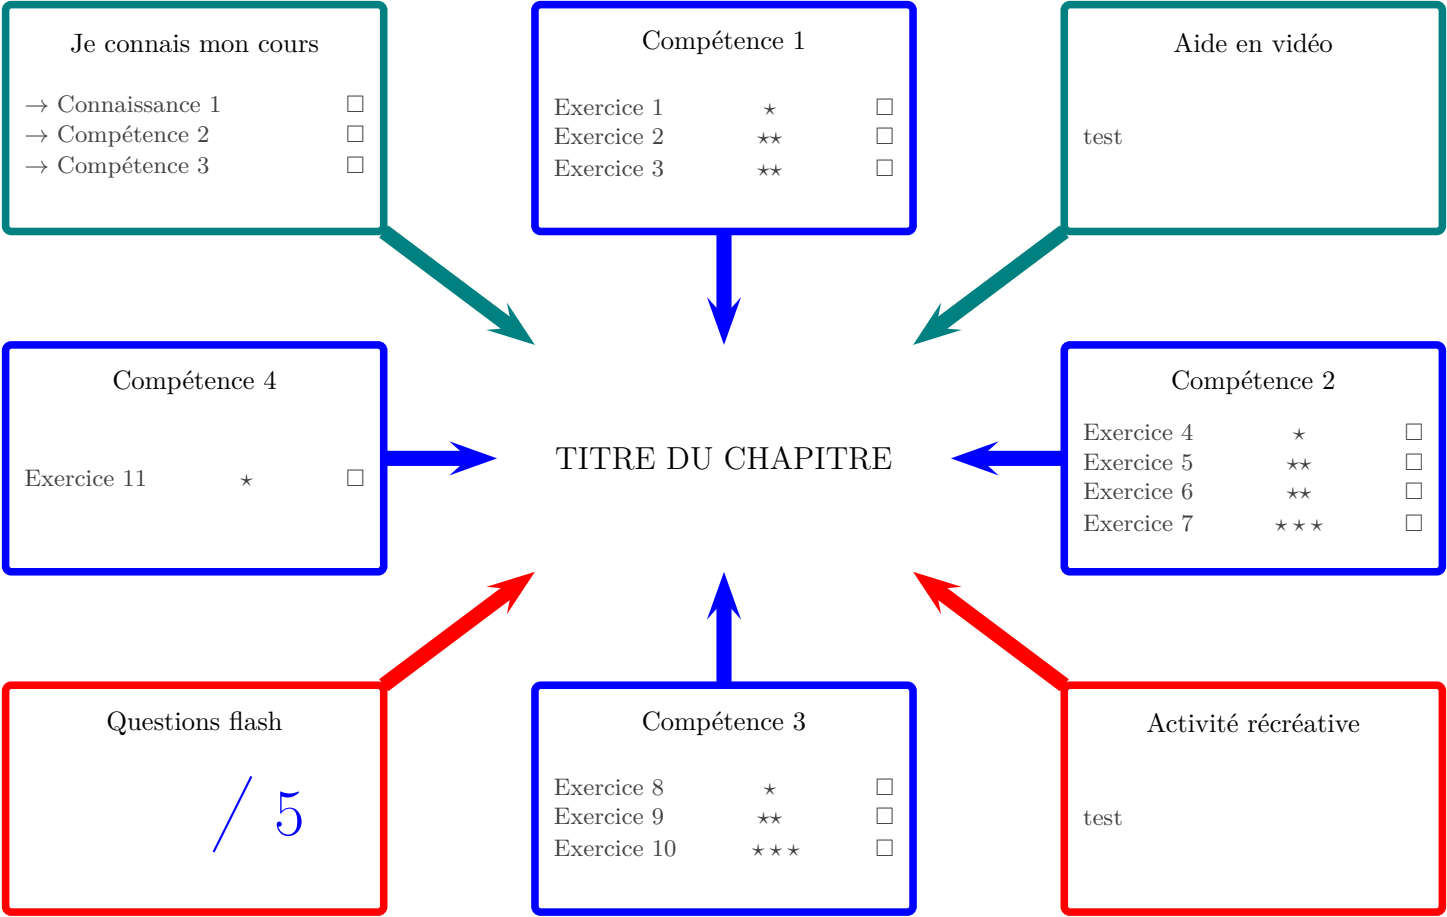 Je connais mon cours
→ Connaissance 1 □
→ Compétence 2 □
→ Compétence 3 □
Compétence 1
Exercice 1 ⋆ □
Exercice 2 ⋆⋆ □
Exercice 3 ⋆⋆ □
Aide en vidéo
test
Compétence 4
Exercice 11 ⋆ □
TITRE DU CHAPITRE
Compétence 2
Exercice 4 ⋆ □
Exercice 5 ⋆⋆ □
Exercice 6 ⋆⋆ □
Exercice 7 ⋆⋆⋆ □
Questions flash
/ 5
Compétence 3
Exercice 8 ⋆ □
Exercice 9 ⋆⋆ □
Exercice 10 ⋆⋆⋆ □
Activité récréative
test